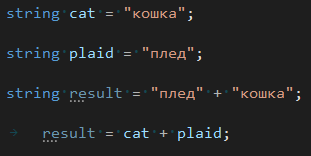 string cat = "кошка";
string plaid = "плед";
string result = "плед" + "кошка";
result = cat + plaid;